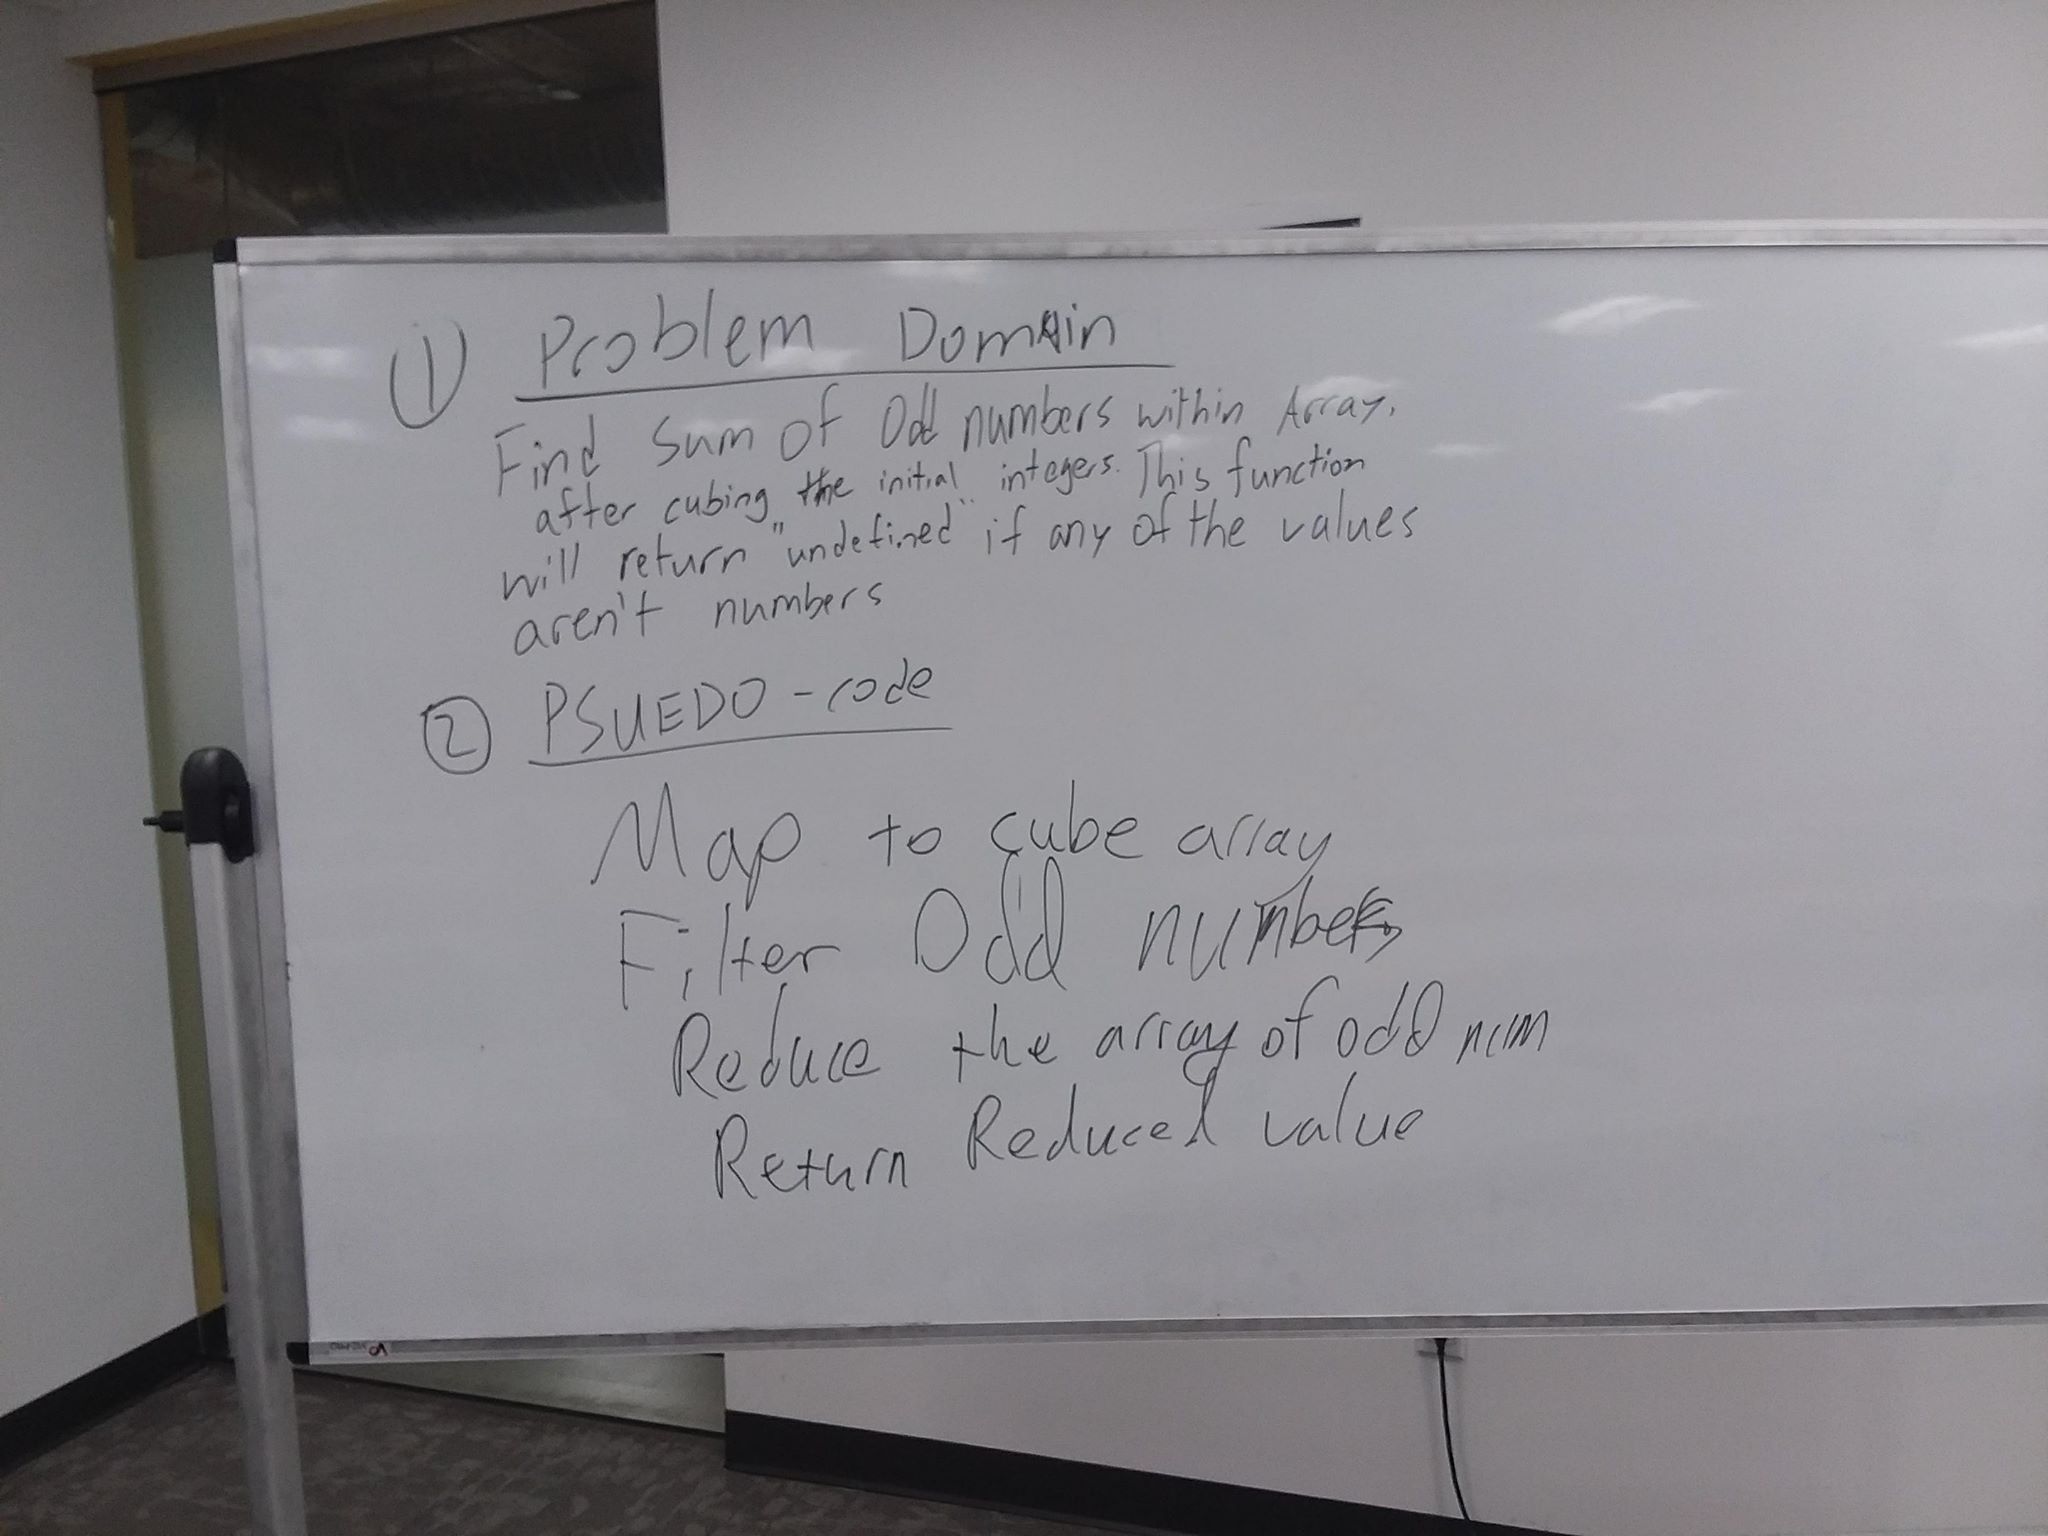 ① Problem Domain
Find Sum of Odd numbers within Array,
after cubing the initial integers. This function
will return "undefined" if any of the values
aren't numbers
② PSUEDO-code
Map to cube array
Filter Odd numbers
Reduce the array of odd num
Return Reduced value